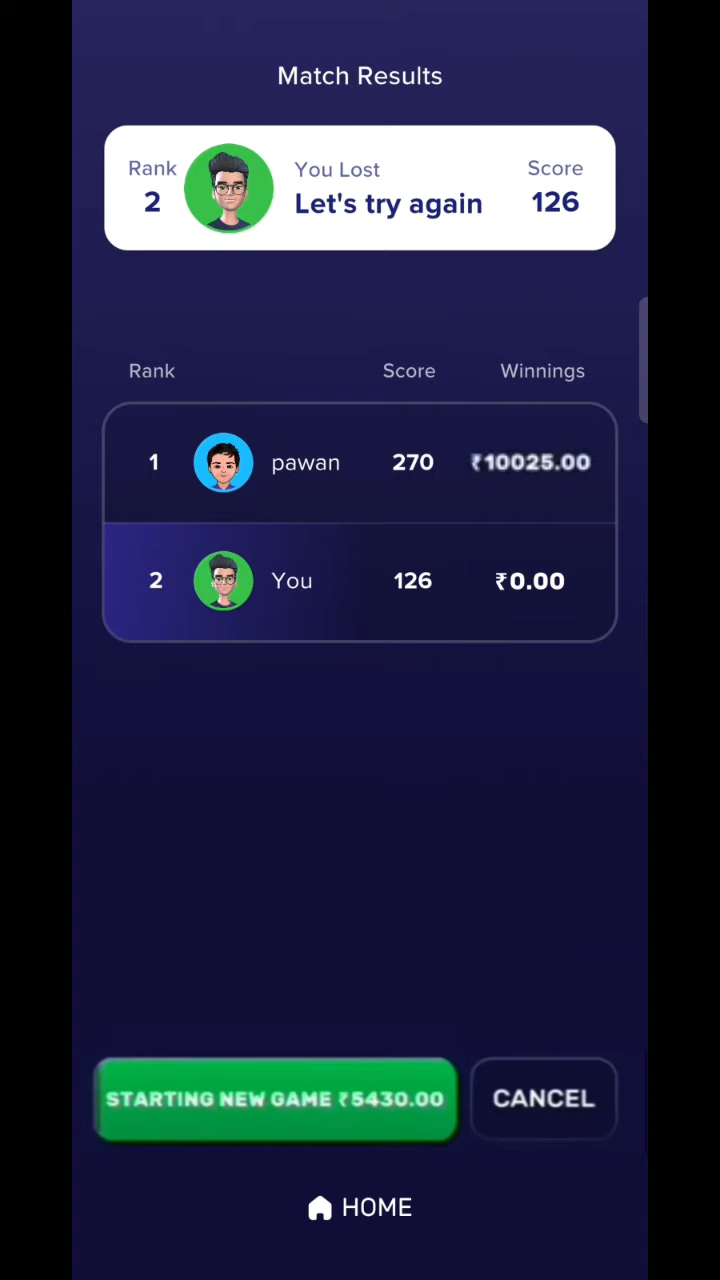 Match Results
Rank You Lost Score
2 Let's try again 126
Rank Score Winnings
1 pawan 270 ₹10025.00
2 You 126 ₹0.00
STARTING NEW GAME ₹5430.00 CANCEL
HOME